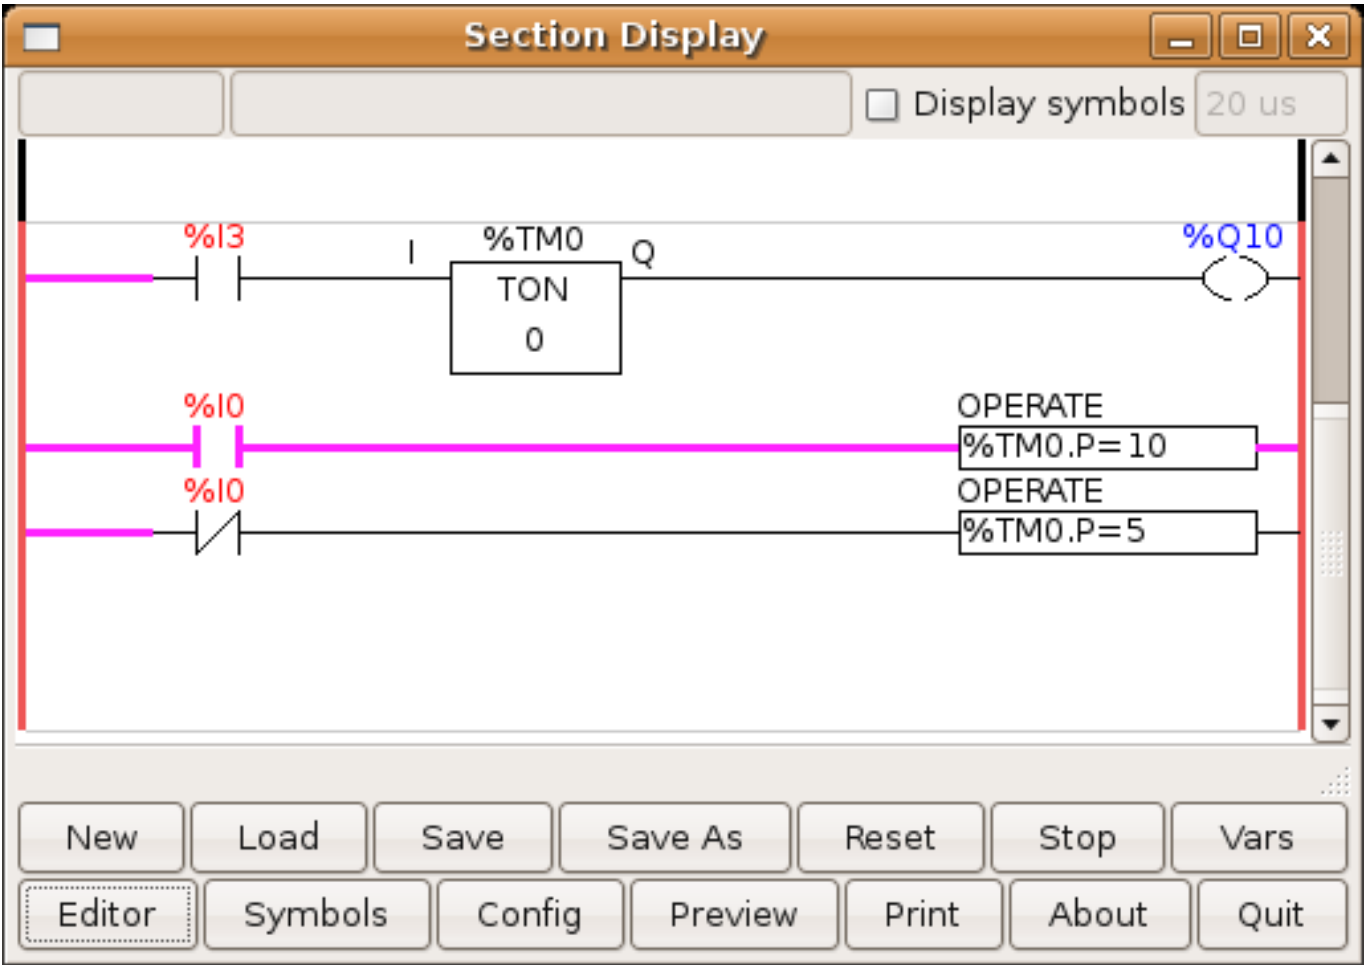 Section Display
Display symbols 20 us
%I3 I %TM0 Q %Q10
TON
0
%I0 OPERATE
%TM0.P=10
%I0 OPERATE
%TM0.P=5
New Load Save Save As Reset Stop Vars
Editor Symbols Config Preview Print About Quit